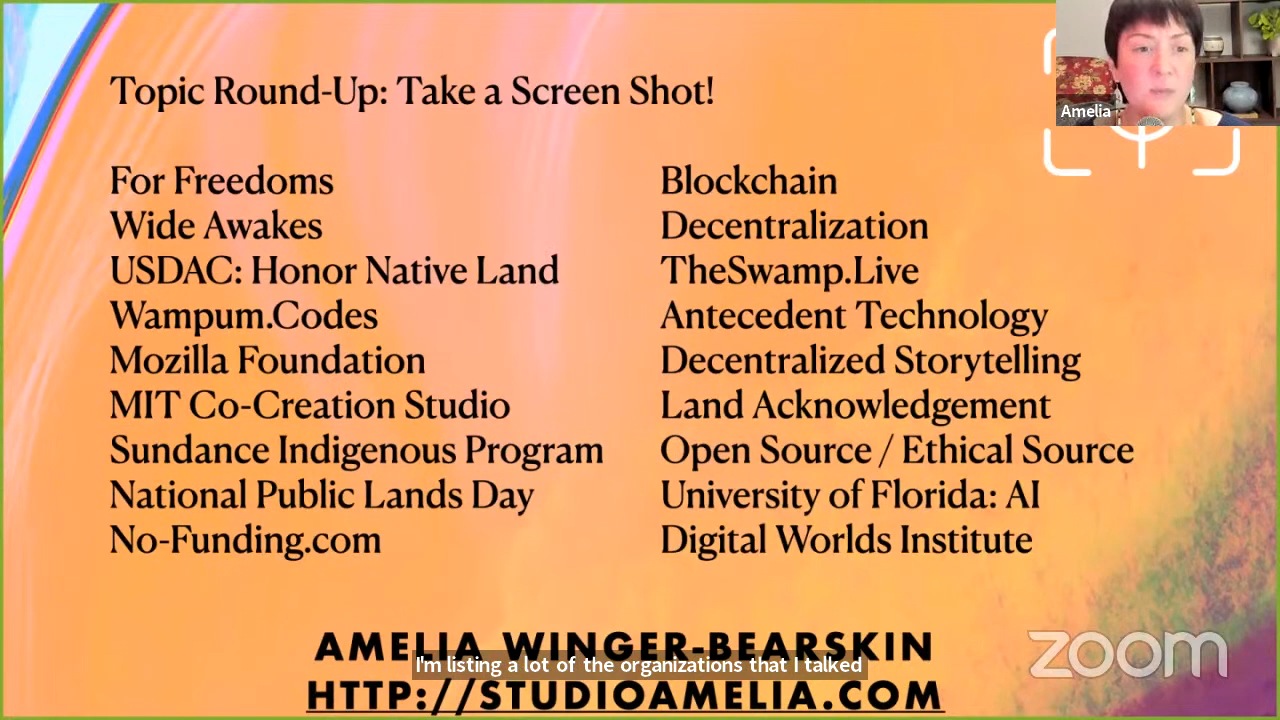 Topic Round-Up: Take a Screen Shot!
For Freedoms
Wide Awakes
USDAC: Honor Native Land
Wampum.Codes
Mozilla Foundation
MIT Co-Creation Studio
Sundance Indigenous Program
National Public Lands Day
No-Funding.com
Blockchain
Decentralization
TheSwamp.Live
Antecedent Technology
Decentralized Storytelling
Land Acknowledgement
Open Source / Ethical Source
University of Florida: AI
Digital Worlds Institute
Amelia
AMELIA WINGER-BEARSKIN
I'm listing a lot of the organizations that I talked
HTTP://STUDIOAMELIA.COM
zoom